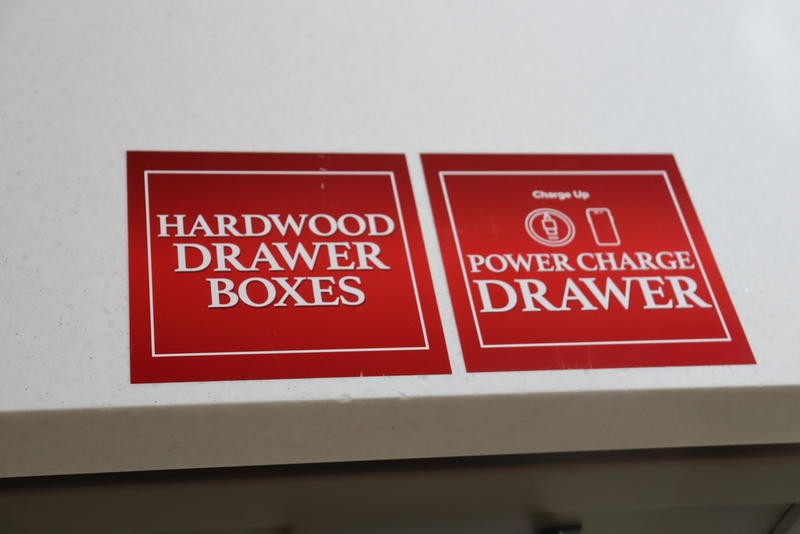 HARDWOOD
DRAWER
BOXES
Charge Up
POWER CHARGE
DRAWER